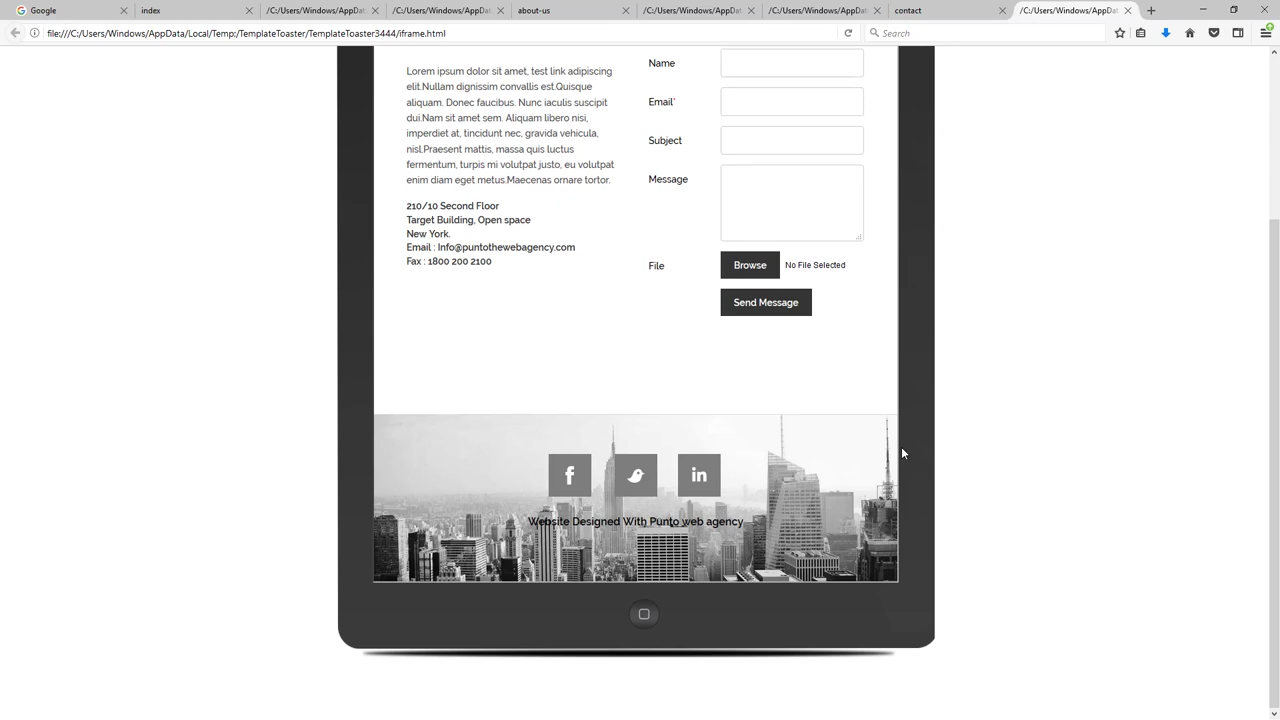 Google
index
/C:/Users/Windows/AppDat
/C:/Users/Windows/AppDat
about-us
/C:/Users/Windows/AppDat
/C:/Users/Windows/AppDat
contact
/C:/Users/Windows/AppDat
file:///C:/Users/Windows/AppData/Local/Temp;/TemplateToaster/TemplateToaster3444/iframe.html
Search
Lorem ipsum dolor sit amet, test link adipiscing
elit.Nullam dignissim convallis est.Quisque
aliquam. Donec faucibus. Nunc iaculis suscipit
dui.Nam sit amet sem. Aliquam libero nisi,
imperdiet at, tincidunt nec, gravida vehicula,
nisl.Praesent mattis, massa quis luctus
fermentum, turpis mi volutpat justo, eu volutpat
enim diam eget metus.Maecenas ornare tortor.
210/10 Second Floor
Target Building, Open space
New York.
Email : Info@puntothewebagency.com
Fax : 1800 200 2100
Name
Email*
Subject
Message
File
Browse
No File Selected
Send Message
f
in
Website Designed With Punto web agency